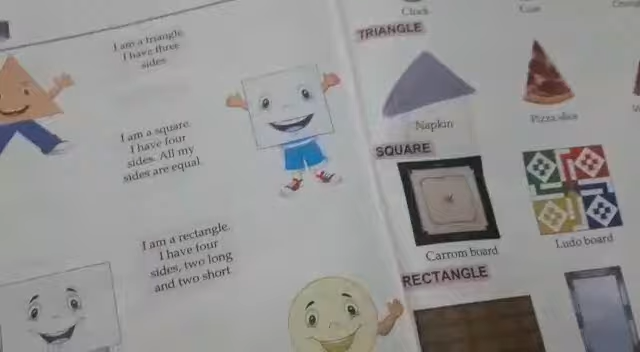 I am a triangle.
I have three
sides
I am a square.
I have four
sides. All my
sides are equal.
I am a rectangle.
I have four
sides, two long
and two short
Clock
TRIANGLE
Napkin
Pizza slice
SQUARE
Carrom board
Ludo board
RECTANGLE